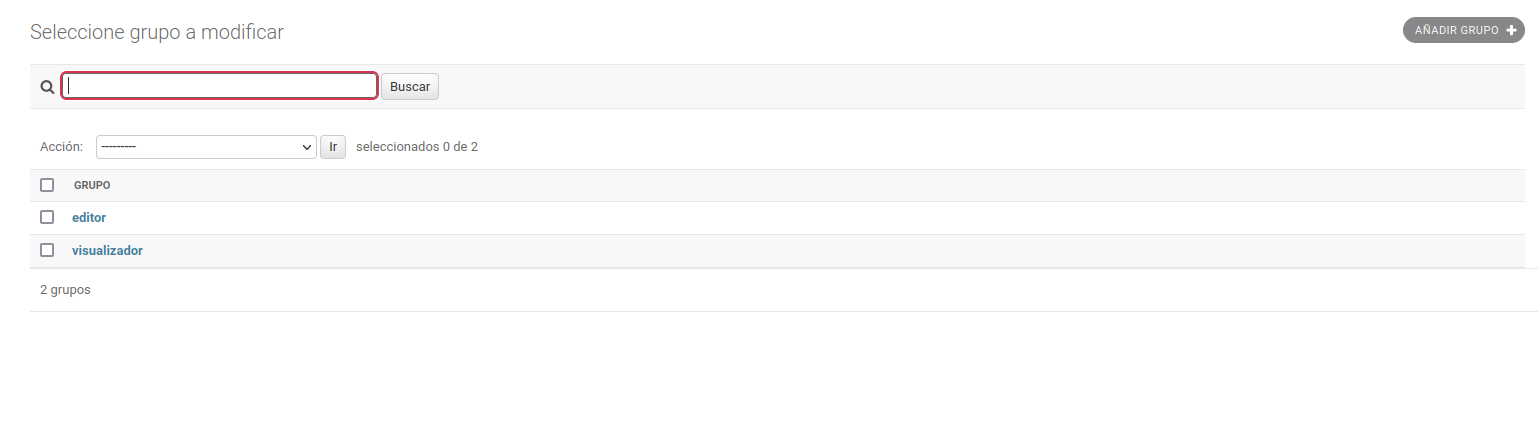 Seleccione grupo a modificar
AÑADIR GRUPO
Buscar
Acción: --------- Ir seleccionados 0 de 2
GRUPO
editor
visualizador
2 grupos